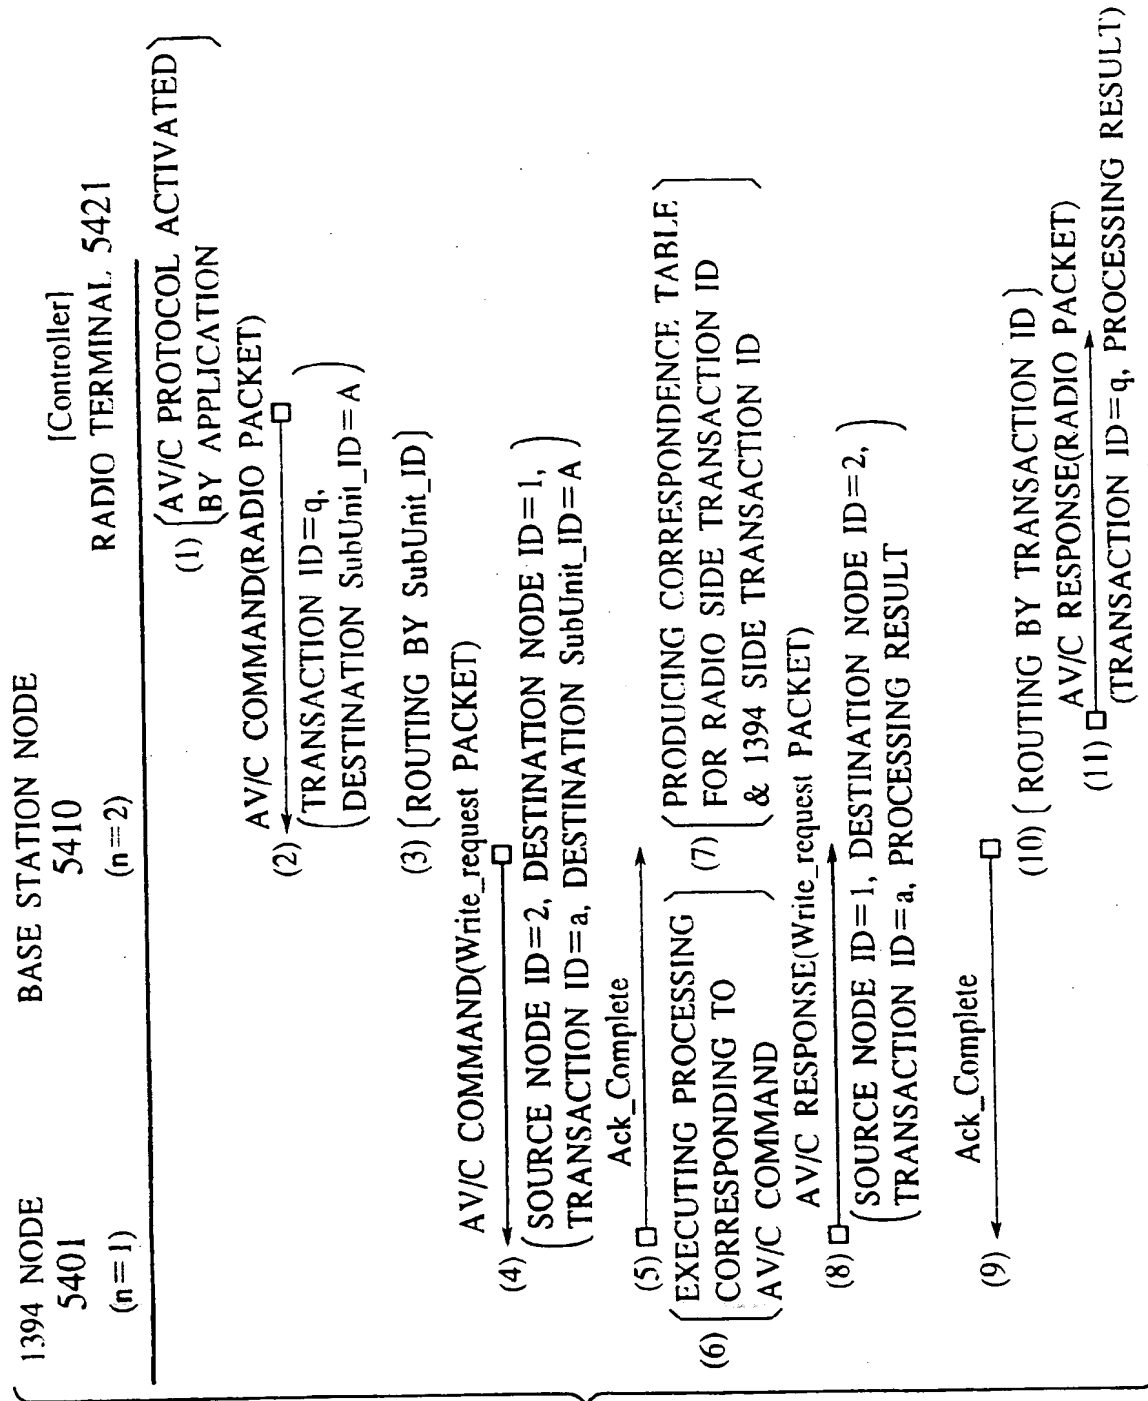 1394 NODE
5401
(n=1)
BASE STATION NODE
5410
(n=2)
[Controller]
RADIO TERMINAL 5421
(1) (AV/C PROTOCOL ACTIVATED
BY APPLICATION)
AV/C COMMAND(RADIO PACKET)
(2)
(TRANSACTION ID=q,
DESTINATION SubUnit_ID=A)
(3) (ROUTING BY SubUnit_ID)
AV/C COMMAND(Write_request PACKET)
(4)
(SOURCE NODE ID=2, DESTINATION NODE ID=1,
TRANSACTION ID=a, DESTINATION SubUnit_ID=A)
Ack_Complete
(5)
(6) (EXECUTING PROCESSING
CORRESPONDING TO
AV/C COMMAND)
(7) (PRODUCING CORRESPONDENCE TABLE
FOR RADIO SIDE TRANSACTION ID
& 1394 SIDE TRANSACTION ID)
AV/C RESPONSE(Write_request PACKET)
(8)
(SOURCE NODE ID=1, DESTINATION NODE ID=2,
TRANSACTION ID=a, PROCESSING RESULT)
Ack_Complete
(9)
(10) (ROUTING BY TRANSACTION ID)
AV/C RESPONSE(RADIO PACKET)
(11)
(TRANSACTION ID=q, PROCESSING RESULT)